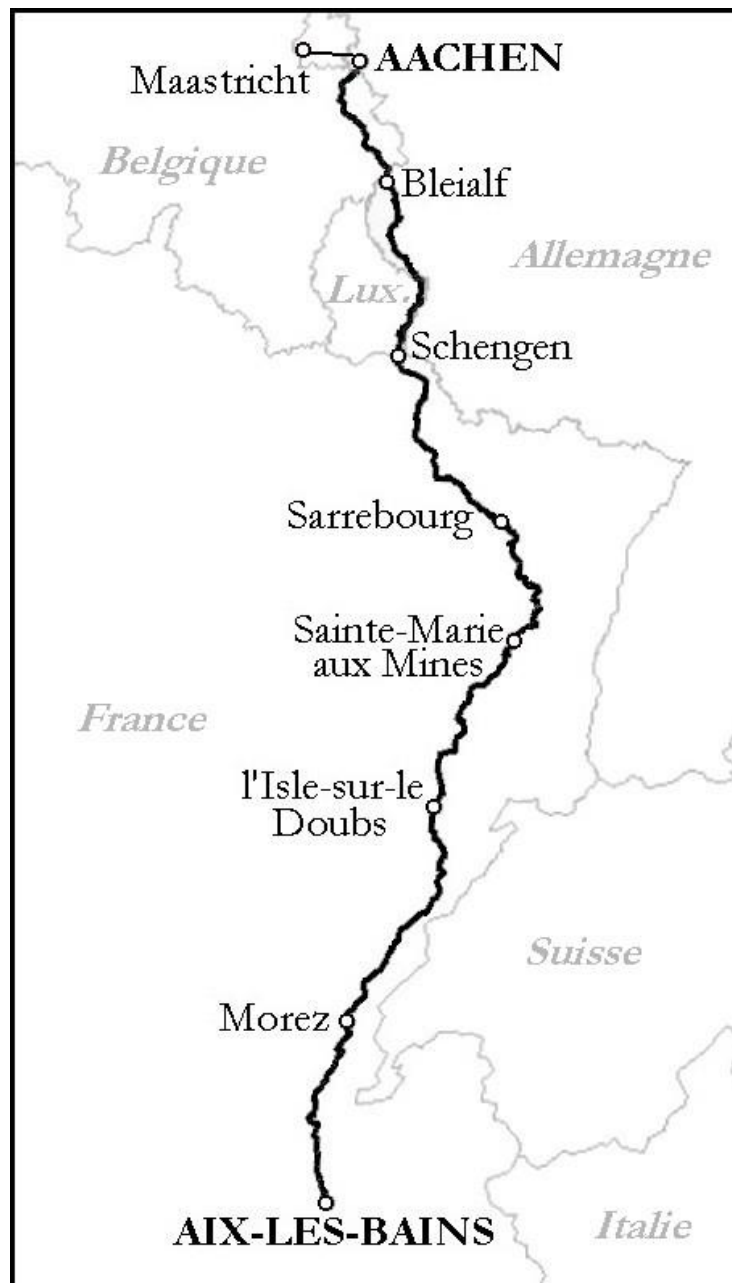 AACHEN
Maastricht
Belgique
Bleialf
Allemagne
Lux.
Schengen
Sarrebourg
Sainte-Marie
aux Mines
France
l'Isle-sur-le
Doubs
Suisse
Morez
AIX-LES-BAINS
Italie